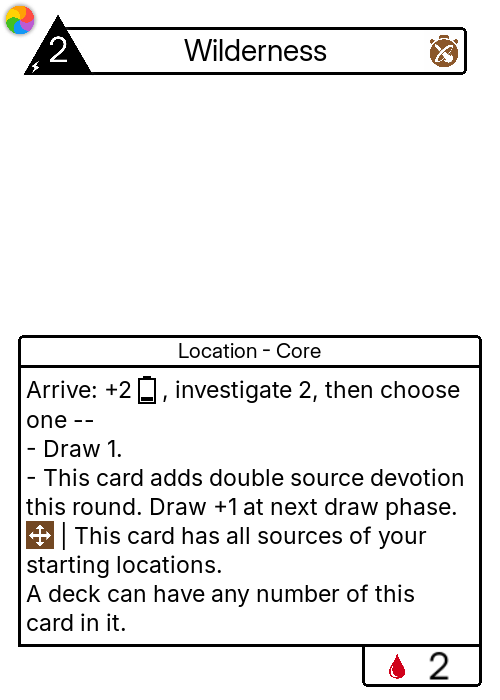 2
Wilderness
Location - Core
Arrive: +2 , investigate 2, then choose
one --
- Draw 1.
- This card adds double source devotion
this round. Draw +1 at next draw phase.
| This card has all sources of your
starting locations.
A deck can have any number of this
card in it.
2